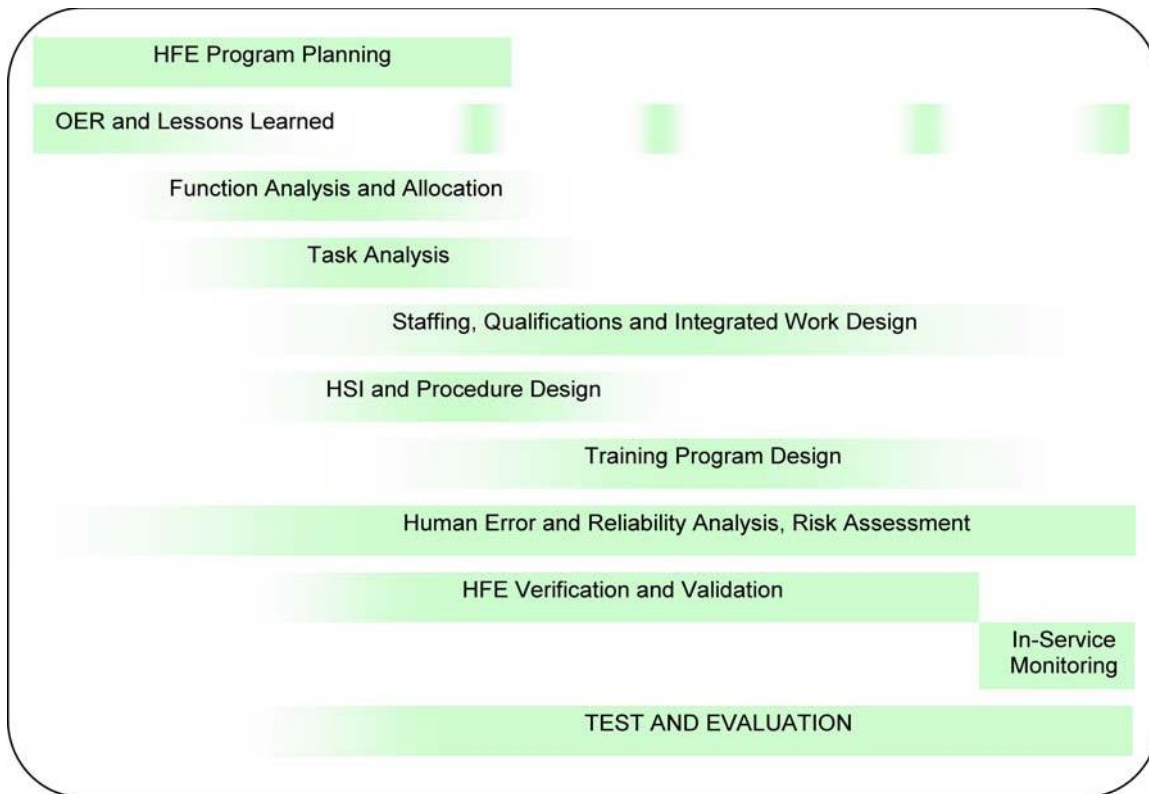 HFE Program Planning
OER and Lessons Learned
Function Analysis and Allocation
Task Analysis
Staffing, Qualifications and Integrated Work Design
HSI and Procedure Design
Training Program Design
Human Error and Reliability Analysis, Risk Assessment
HFE Verification and Validation
In-Service
Monitoring
TEST AND EVALUATION